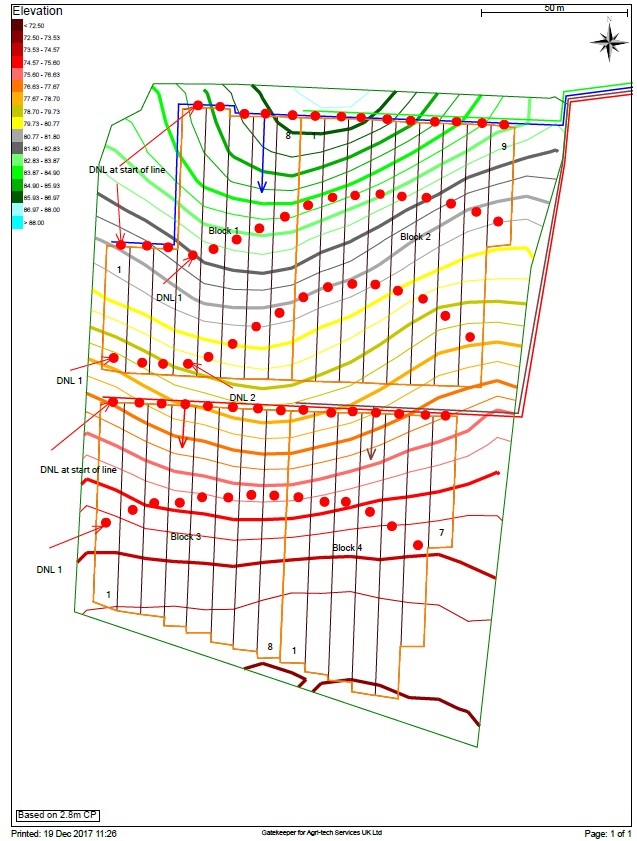 Elevation
50 m
< 72.50
72.50 - 73.53
73.53 - 74.57
74.57 - 75.60
75.60 - 76.63
76.63 - 77.67
77.67 - 78.70
78.70 - 79.73
79.73 - 80.77
80.77 - 81.80
81.80 - 82.83
82.83 - 83.87
83.87 - 84.90
84.90 - 85.93
85.93 - 86.97
86.97 - 88.00
> 88.00
N
8
1
9
DNL at start of line
Block 1
Block 2
1
DNL 1
DNL 1
DNL 2
DNL at start of line
Block 3
Block 4
7
DNL 1
1
8
1
Based on 2.8m CP
Printed: 19 Dec 2017 11:26
Gatekeeper for Agri-tech Services UK Ltd
Page: 1 of 1